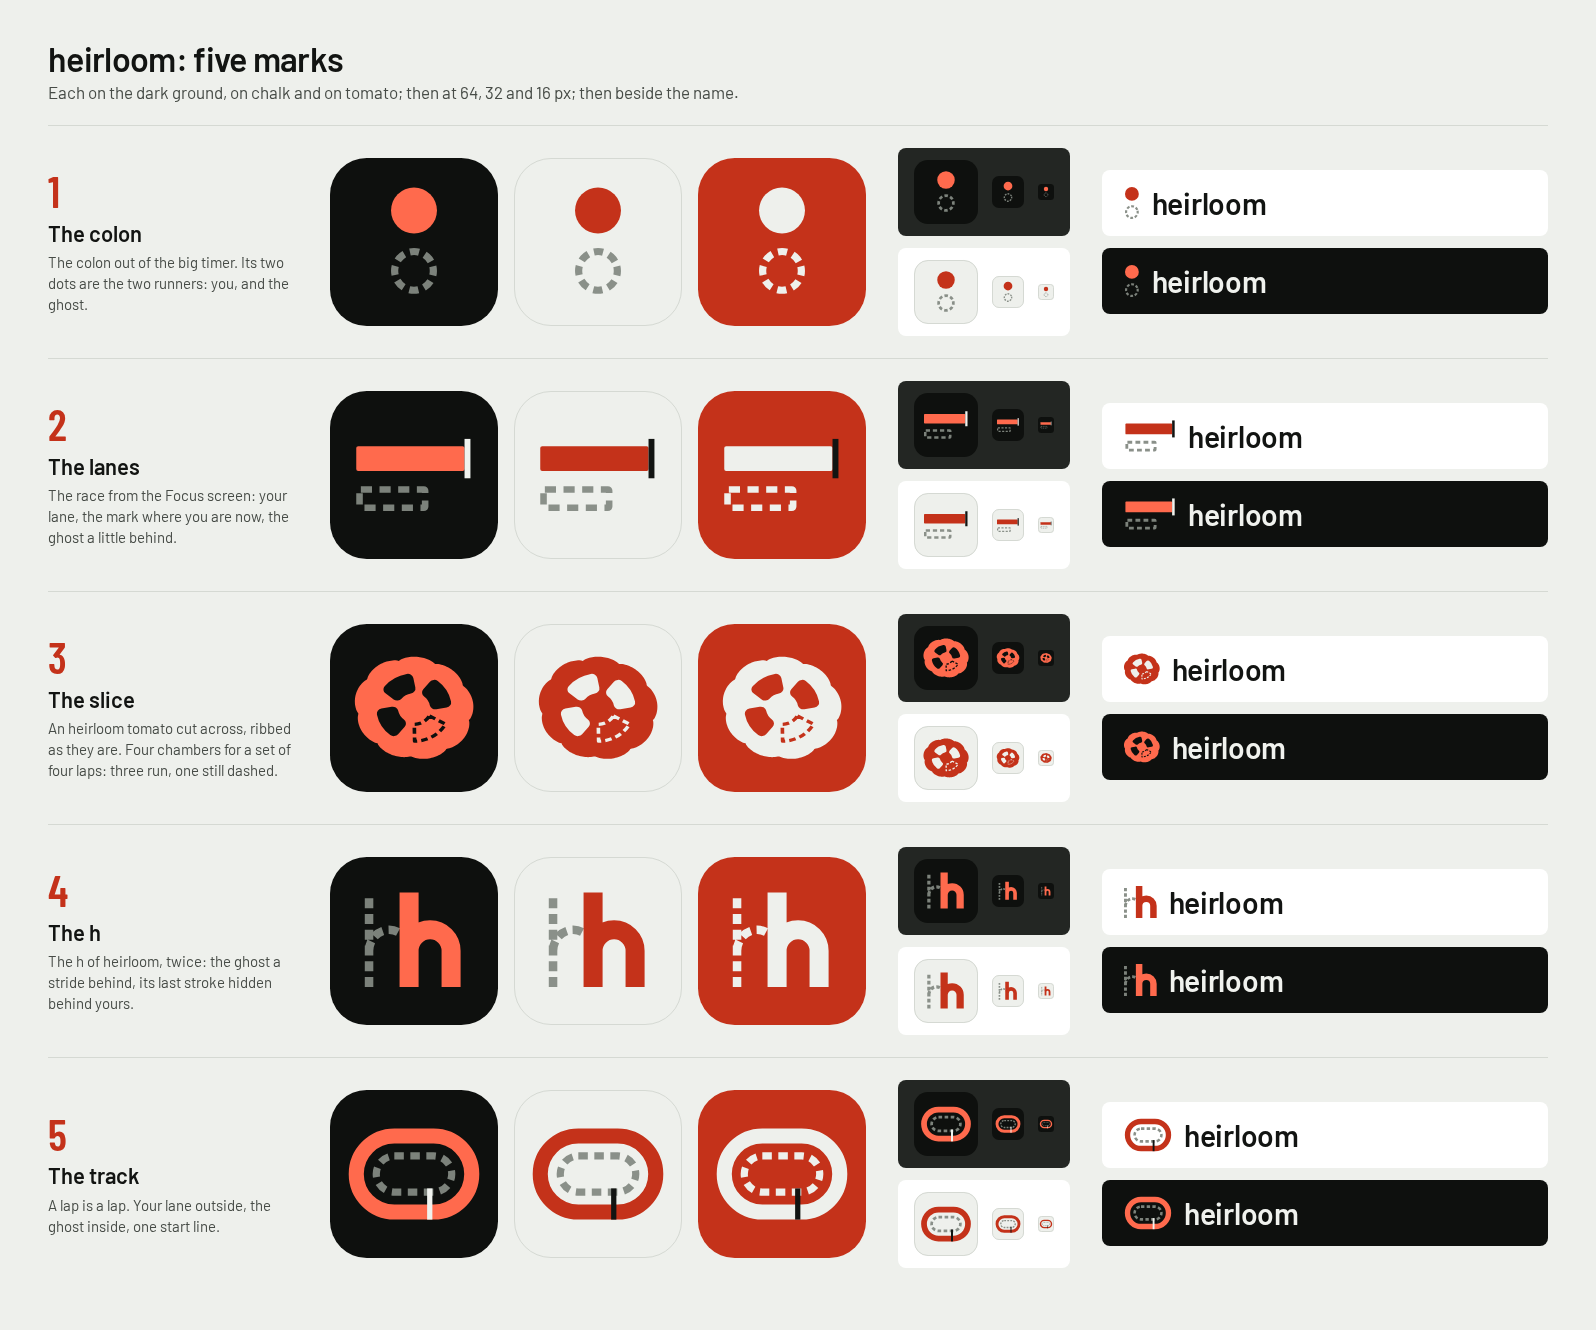 heirloom: five marks
Each on the dark ground, on chalk and on tomato; then at 64, 32 and 16 px; then beside the name.
1
The colon
The colon out of the big timer. Its two
dots are the two runners: you, and the
ghost.
heirloom
heirloom
2
The lanes
The race from the Focus screen: your
lane, the mark where you are now, the
ghost a little behind.
heirloom
heirloom
3
The slice
An heirloom tomato cut across, ribbed
as they are. Four chambers for a set of
four laps: three run, one still dashed.
heirloom
heirloom
4
The h
The h of heirloom, twice: the ghost a
stride behind, its last stroke hidden
behind yours.
h
h
h
heirloom
heirloom
5
The track
A lap is a lap. Your lane outside, the
ghost inside, one start line.
heirloom
heirloom